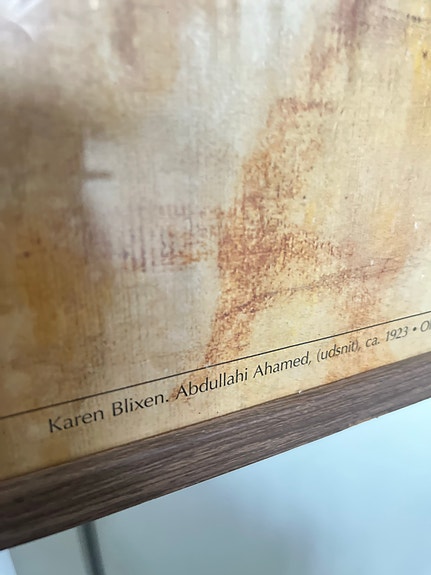 Karen Blixen. Abdullahi Ahamed, (udsnit), ca. 1923 •